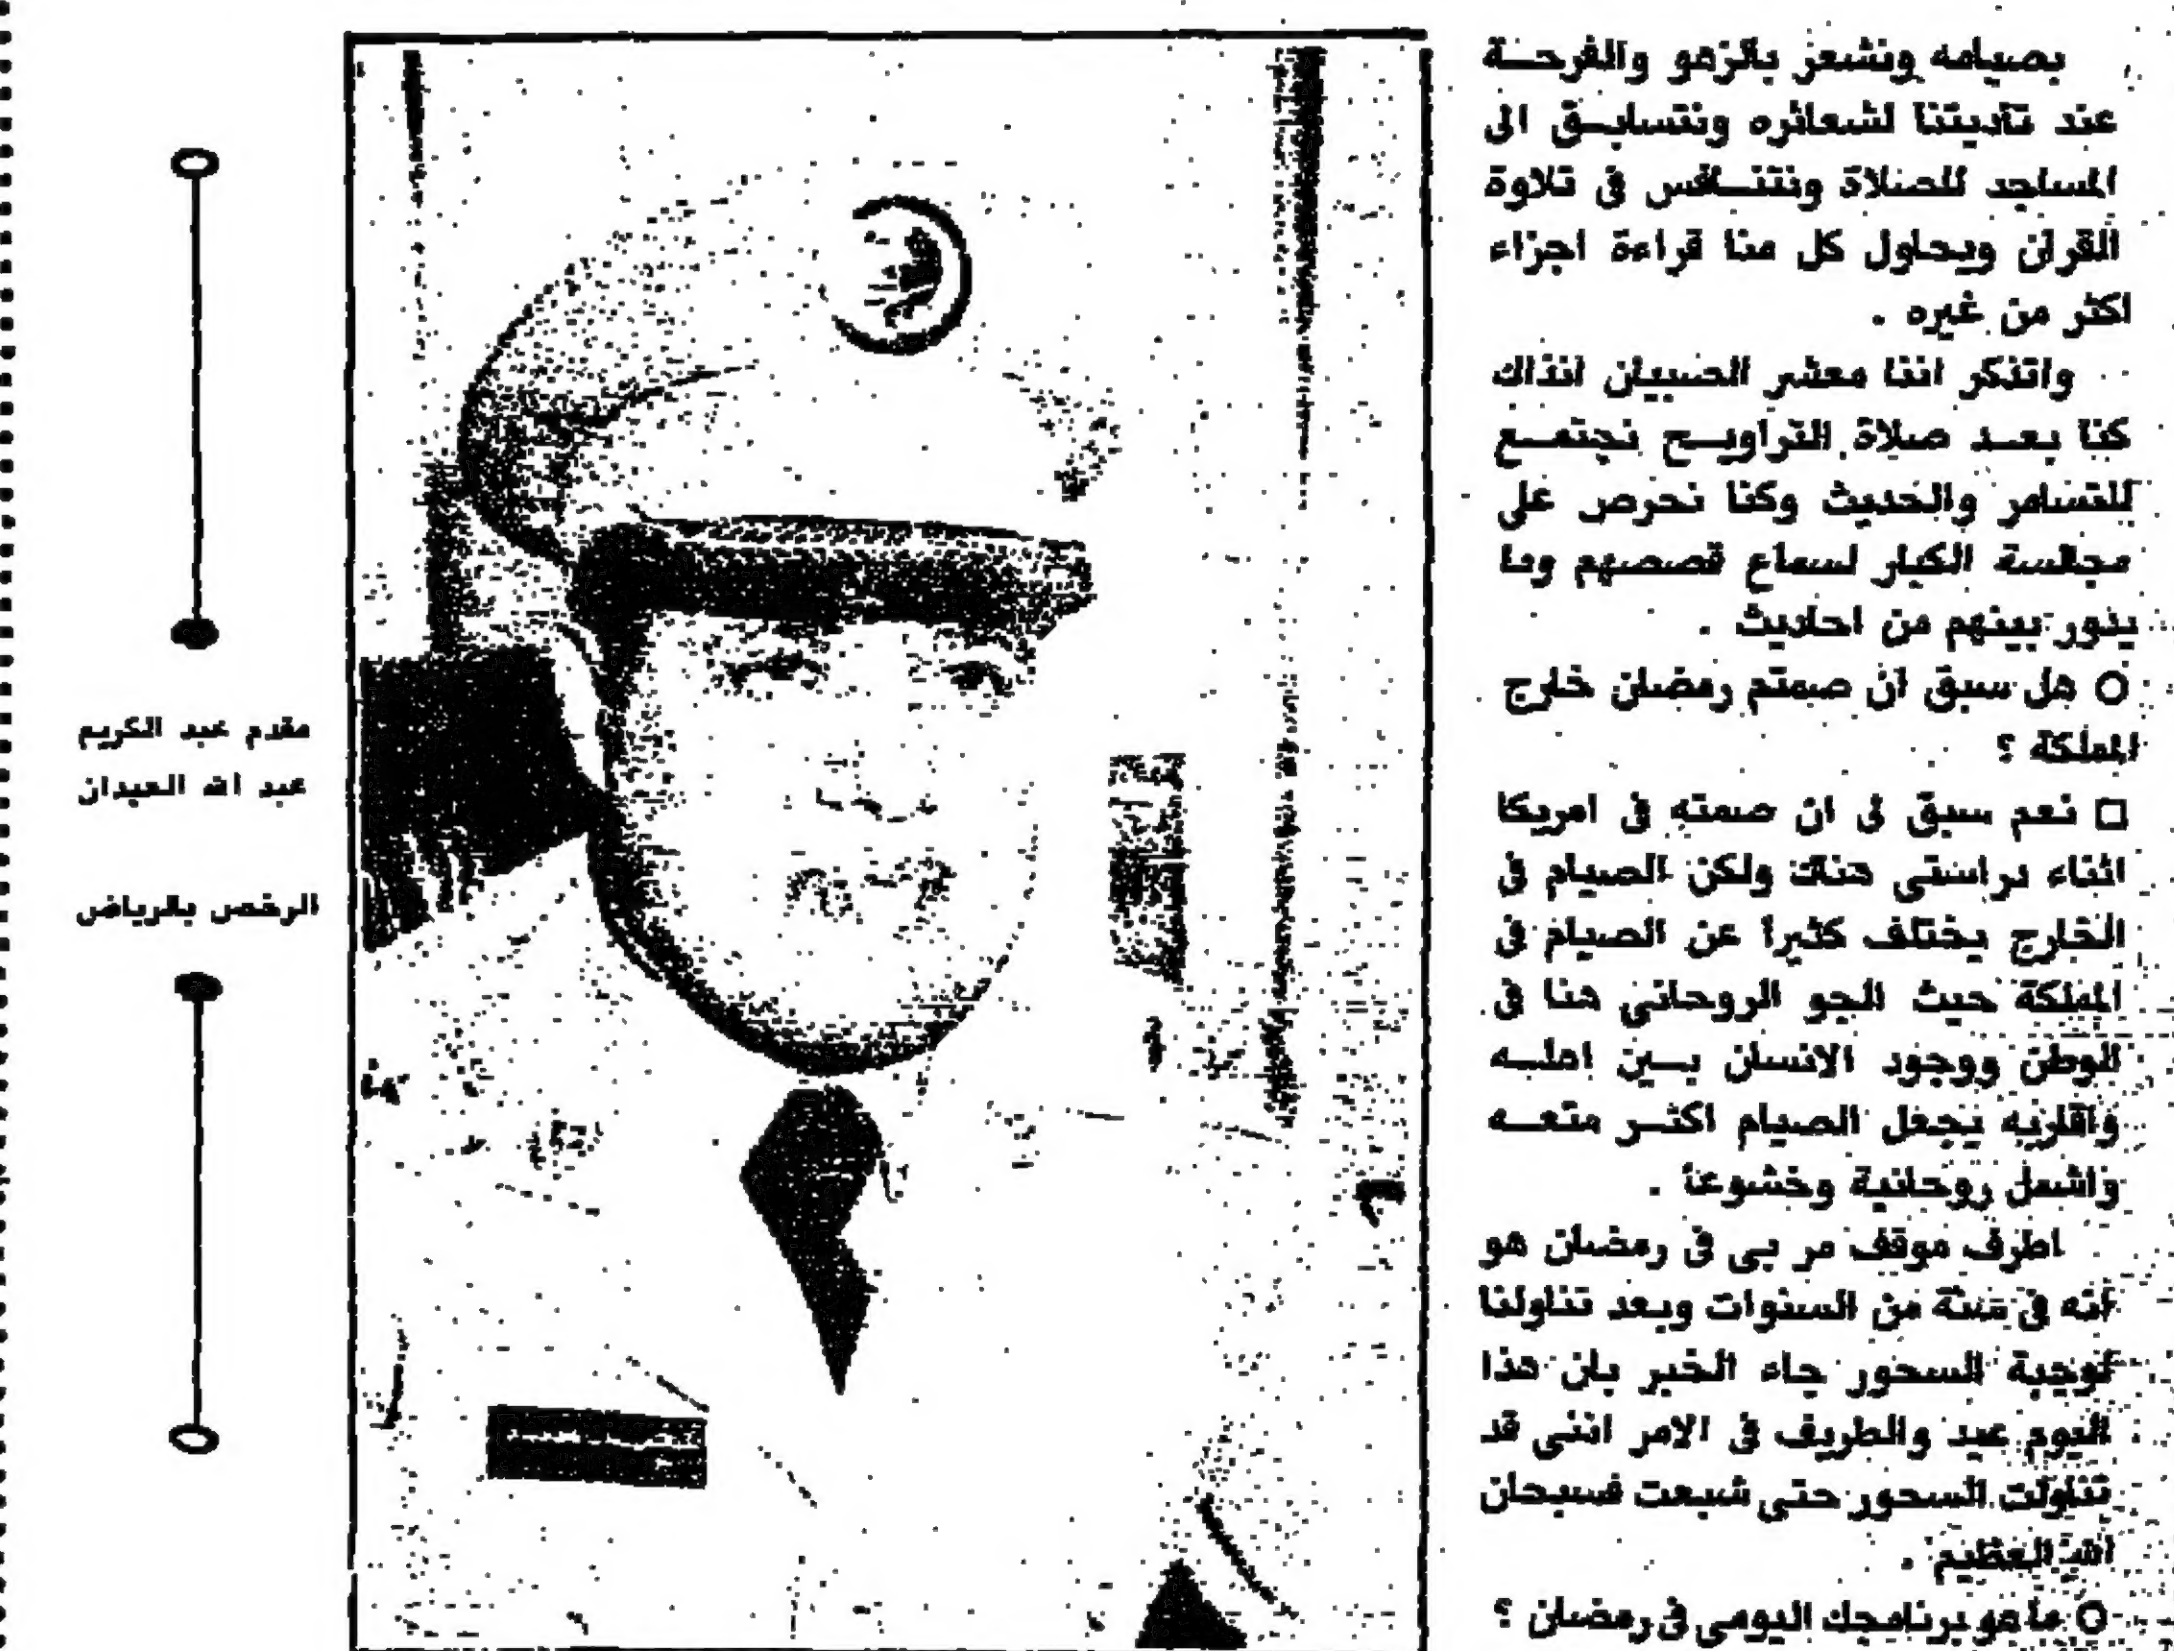 بصيامه ونشعر بالزهو والفرحة
عند تاديتنا لشعائره ونتسابق الى
المساجد للصلاة ونتنافس فى تلاوة
القران ويحاول كل منا قراءة اجزاء
اكثر من غيره .
واتذكر اننا معشر الصبيان انذاك
كنا بعد صلاة التراويح نجتمع
للتسامر والحديث وكنا نحرص على
مجالسة الكبار لسماع قصصهم وما
يدور بينهم من احاديث .
○ هل سبق ان صمتم رمضان خارج
المملكة ؟
□ نعم سبق لى ان صمته فى امريكا
اثناء دراستى هناك ولكن الصيام فى
الخارج يختلف كثيرا عن الصيام فى
المملكة حيث الجو الروحانى هنا فى
الوطن ووجود الانسان بين اهله
واقاربه يجعل الصيام اكثر متعه
واشمل روحانية وخشوعا .
اطرف موقف مر بى فى رمضان هو
انه فى سنة من السنوات وبعد تناولنا
لوجبة السحور جاء الخبر بان هذا
اليوم عيد والطريف فى الامر اننى قد
تناولت السحور حتى شبعت فسبحان
الله العظيم .
○ ما هو برنامجك اليومى فى رمضان ؟
مقدم عبد الكريم
عبد الله العيدان
الرخص بالرياض